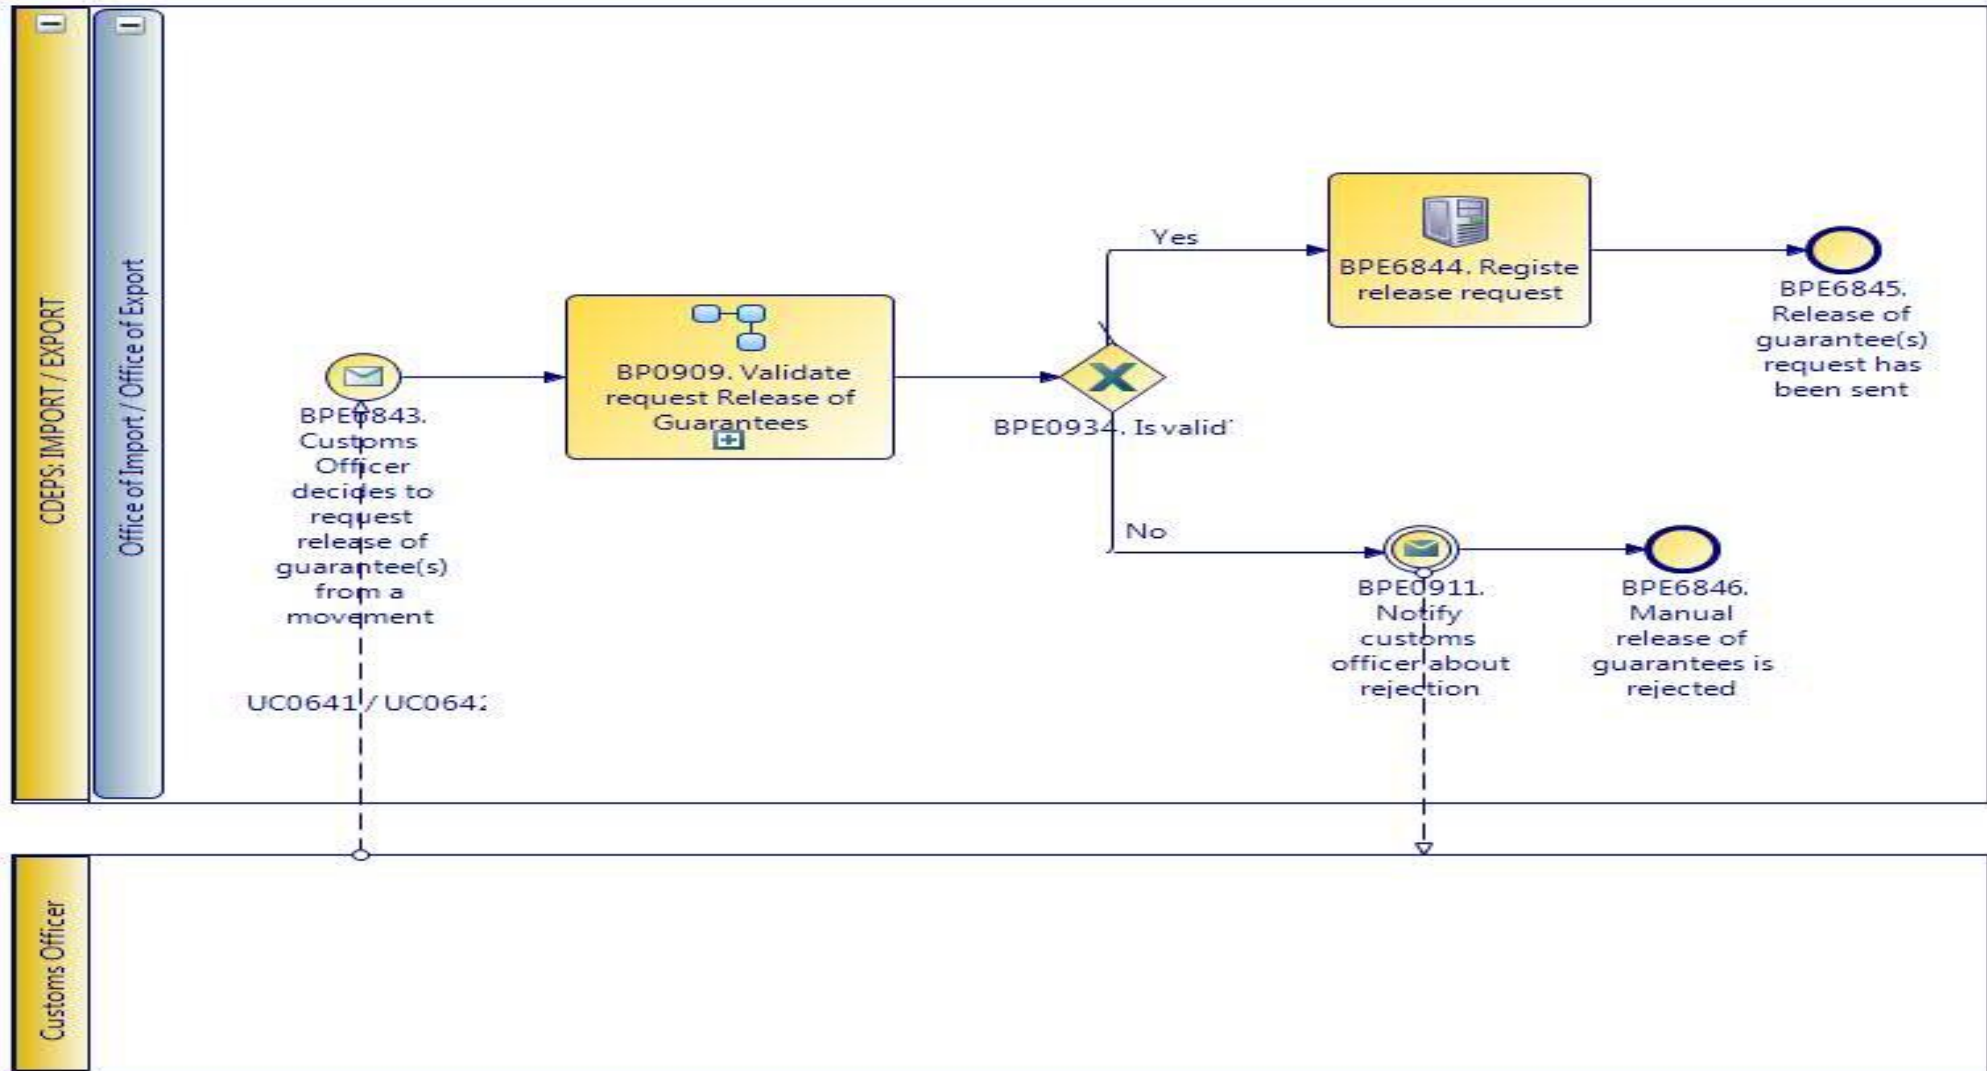 CDEPS: IMPORT / EXPORT
Office of Import / Office of Export
BPE6843.
Customs
Officer
decides to
request
release of
guarantee(s)
from a
movement
UC0641 / UC0642
BP0909. Validate
request Release of
Guarantees
BPE0934. Is valid
Yes
No
BPE6844. Registe
release request
BPE6845.
Release of
guarantee(s)
request has
been sent
BPE0911.
Notify
customs
officer about
rejection
BPE6846.
Manual
release of
guarantees is
rejected
Customs Officer